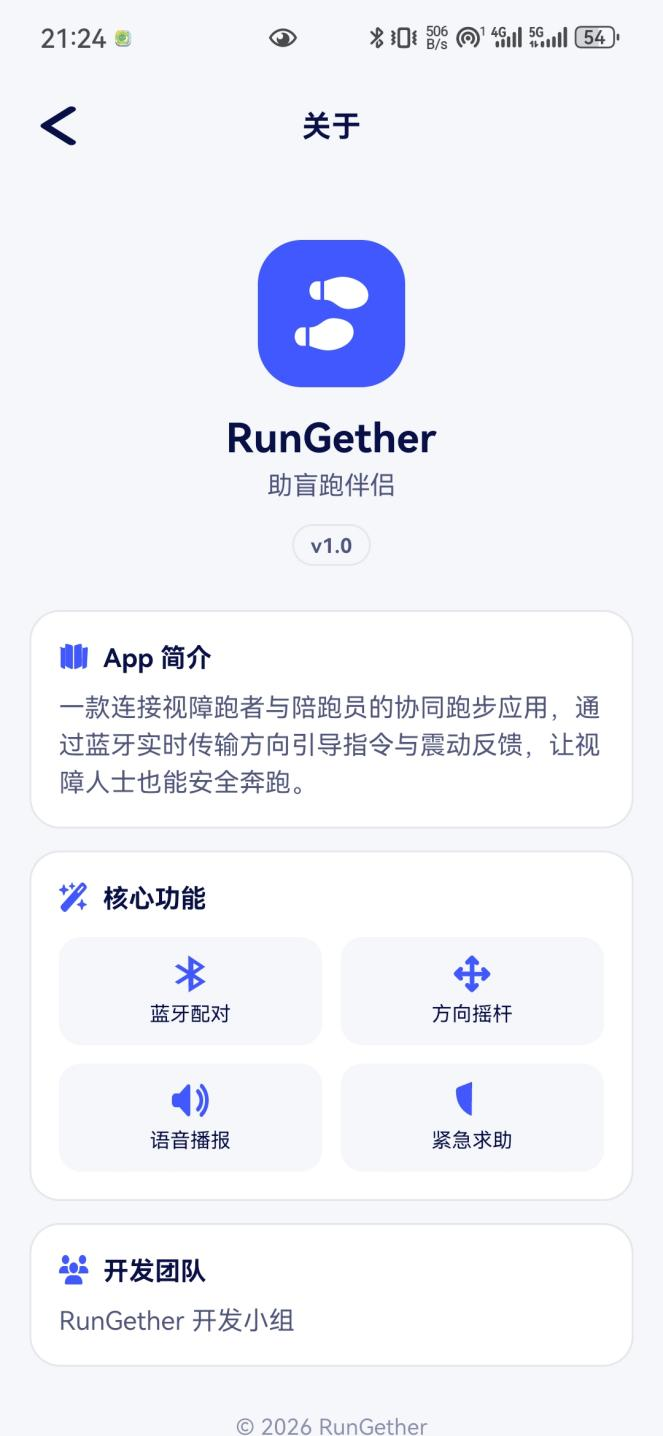 21:24
506
B/s
1
4G
5G
54
关于
RunGether
助盲跑伴侣
v1.0
App 简介
一款连接视障跑者与陪跑员的协同跑步应用，通
过蓝牙实时传输方向引导指令与震动反馈，让视
障人士也能安全奔跑。
核心功能
蓝牙配对
方向摇杆
语音播报
紧急求助
开发团队
RunGether 开发小组
© 2026 RunGether